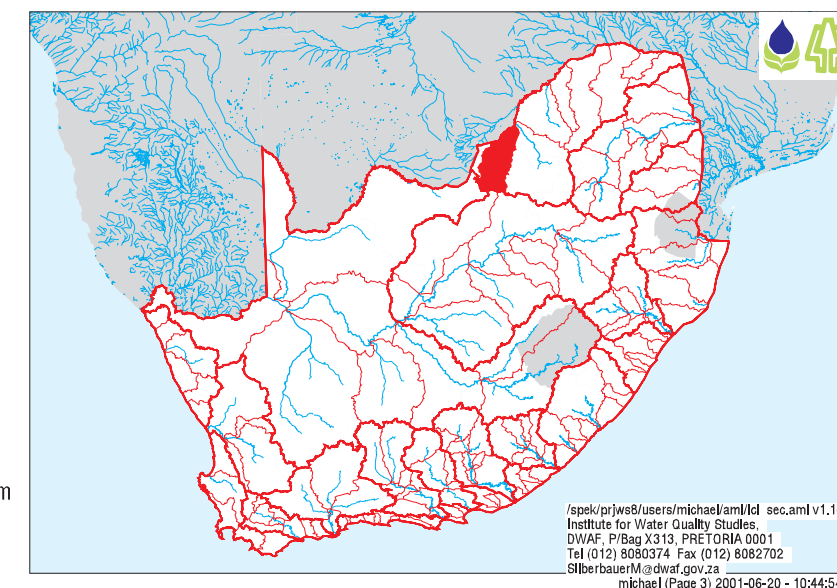 m
/spek/prjws8/users/michael/aml/lcl sec.aml v1.1
Institute for Water Quality Studies,
DWAF, P/Bag X313, PRETORIA 0001
Tel (012) 8080374 Fax (012) 8082702
SilberbauerM@dwaf.gov.za
michael (Page 3) 2001-06-20 - 10:44:5